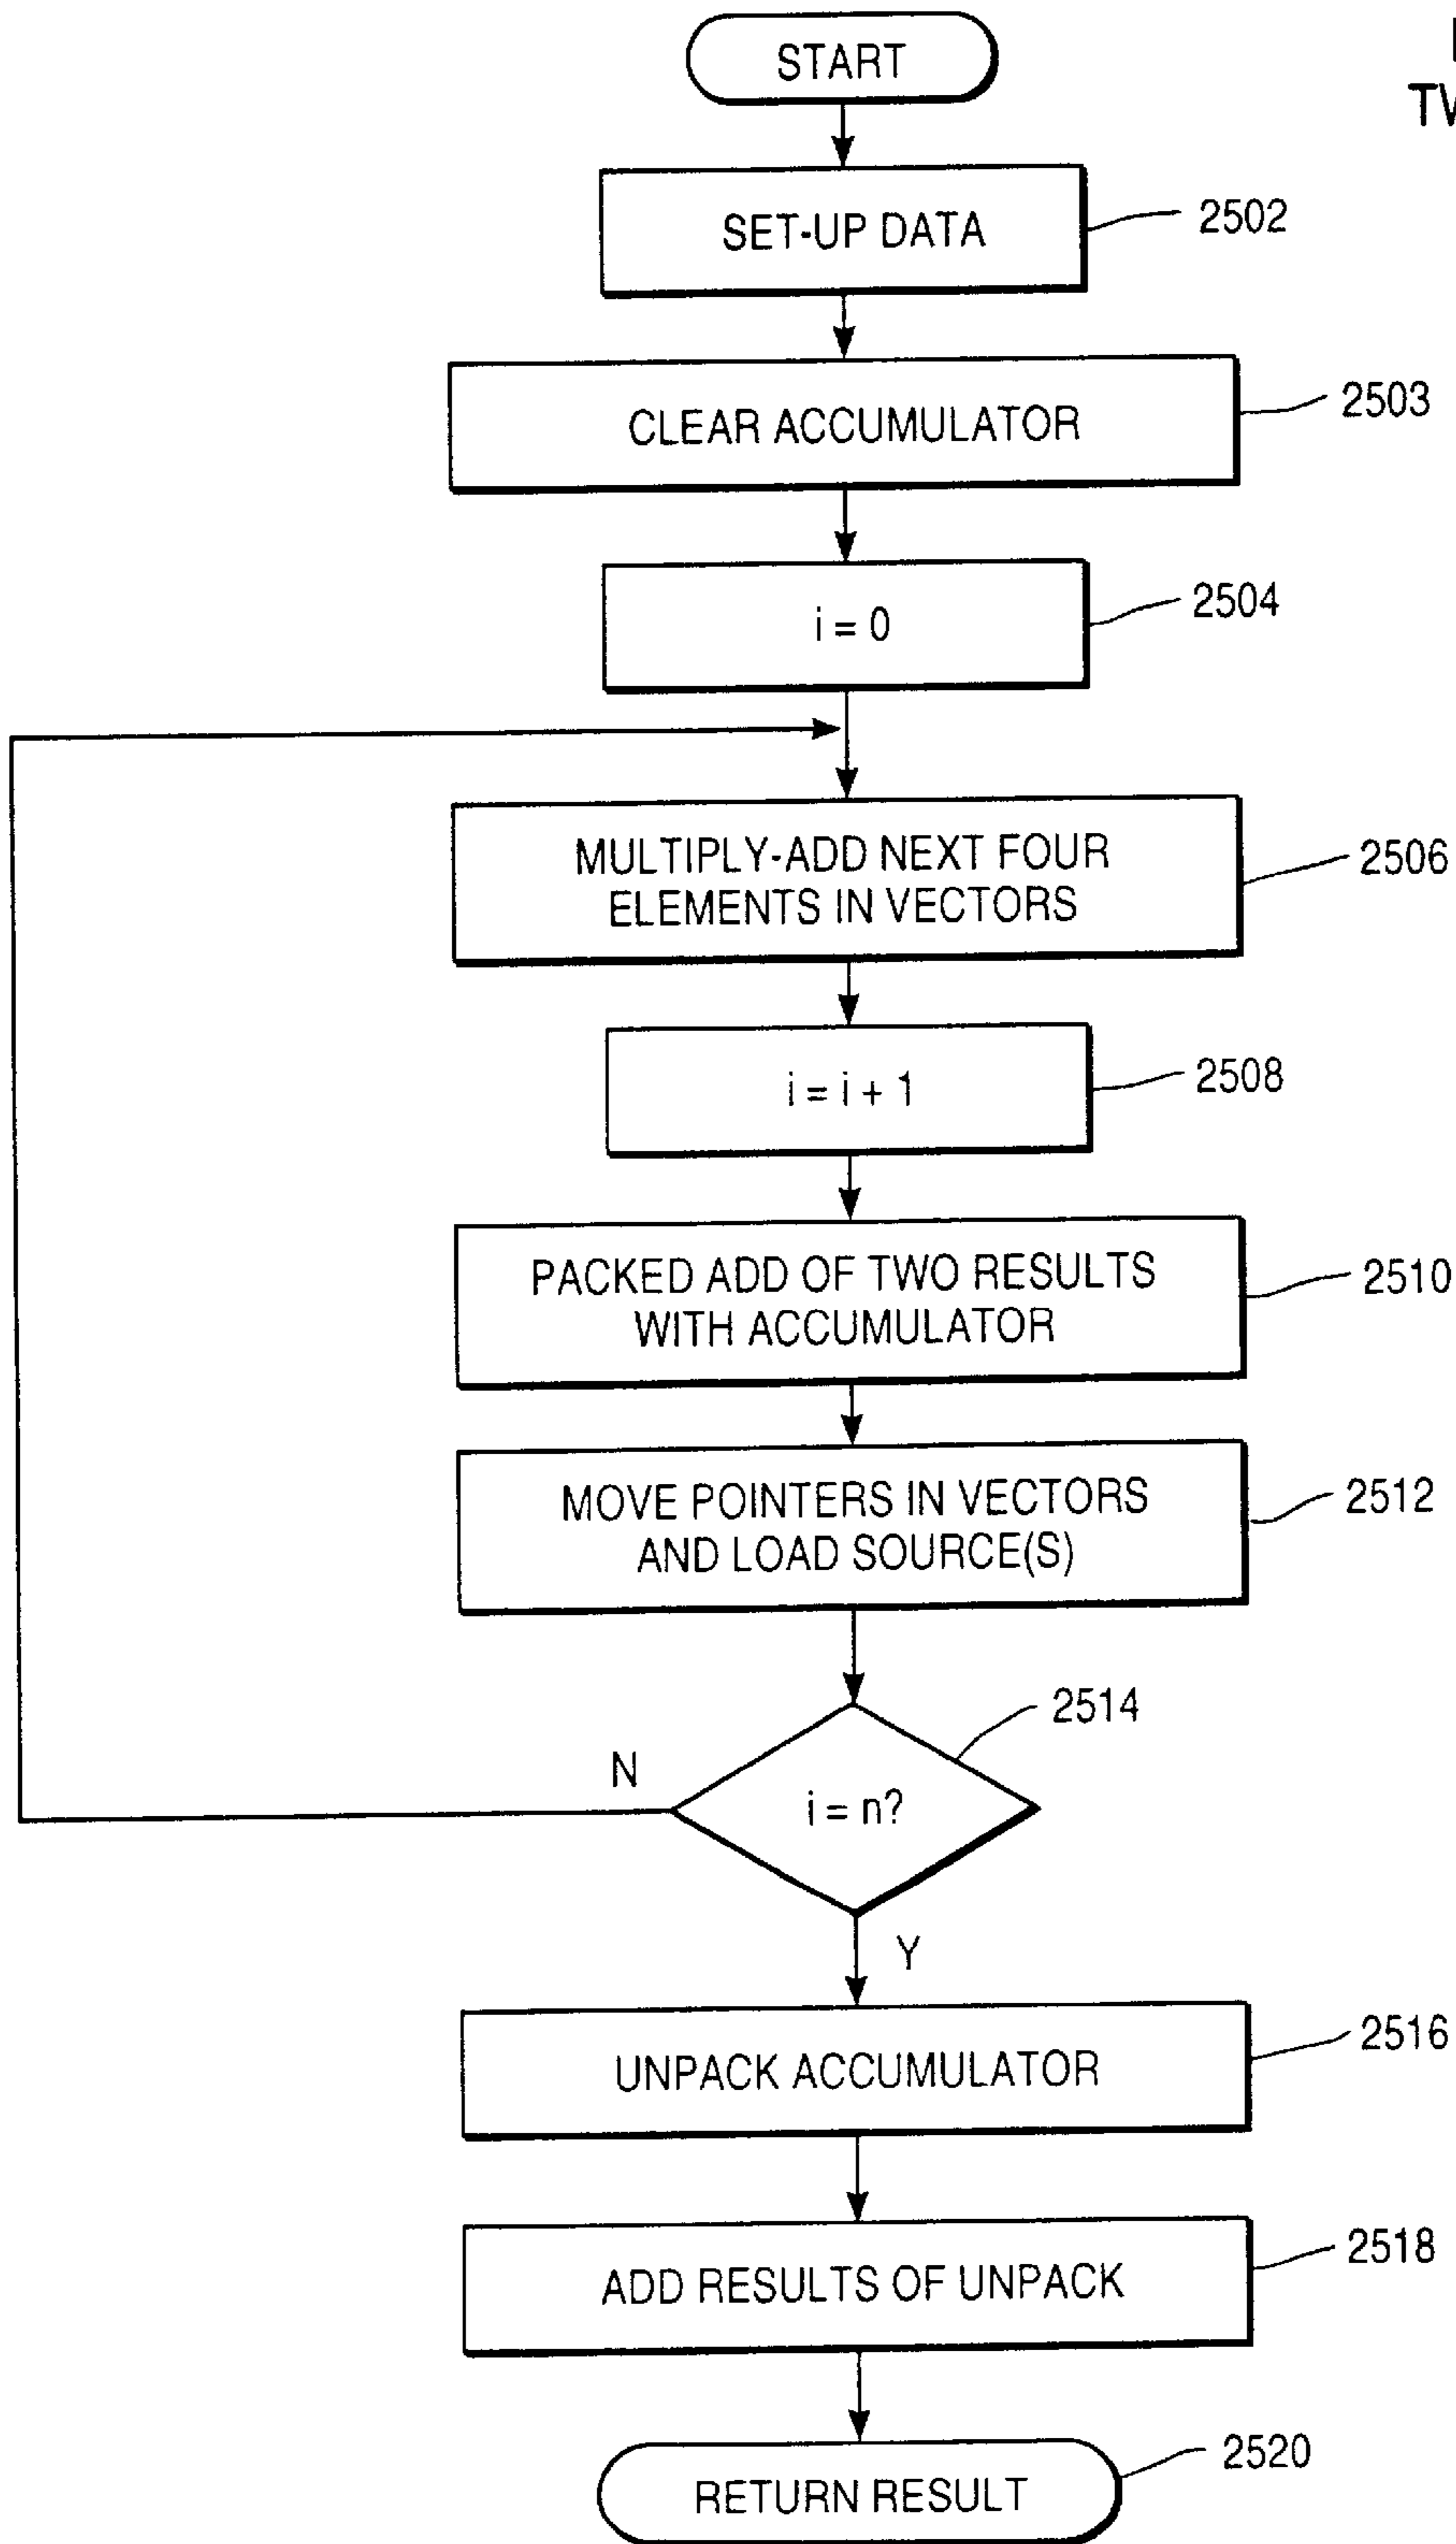 START
SET-UP DATA
2502
CLEAR ACCUMULATOR
2503
i = 0
2504
MULTIPLY-ADD NEXT FOUR
ELEMENTS IN VECTORS
2506
i = i + 1
2508
PACKED ADD OF TWO RESULTS
WITH ACCUMULATOR
2510
MOVE POINTERS IN VECTORS
AND LOAD SOURCE(S)
2512
2514
N
i = n?
Y
UNPACK ACCUMULATOR
2516
ADD RESULTS OF UNPACK
2518
RETURN RESULT
2520